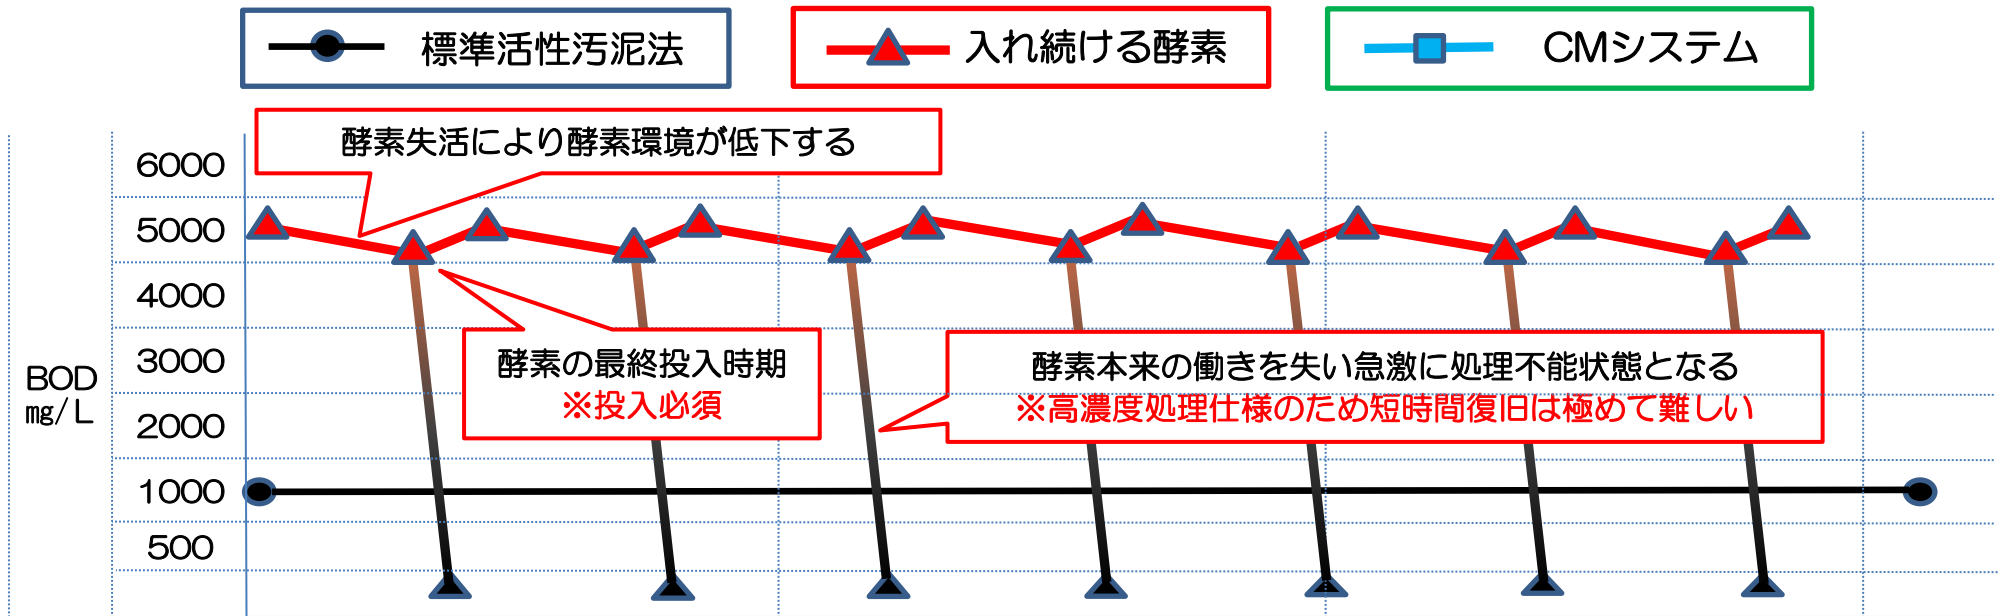 標準活性汚泥法
入れ続ける酵素
CMシステム
酵素失活により酵素環境が低下する
6000
5000
4000
3000
2000
1000
500
BOD
mg/L
酵素の最終投入時期
※投入必須
酵素本来の働きを失い急激に処理不能状態となる
※高濃度処理仕様のため短時間復旧は極めて難しい